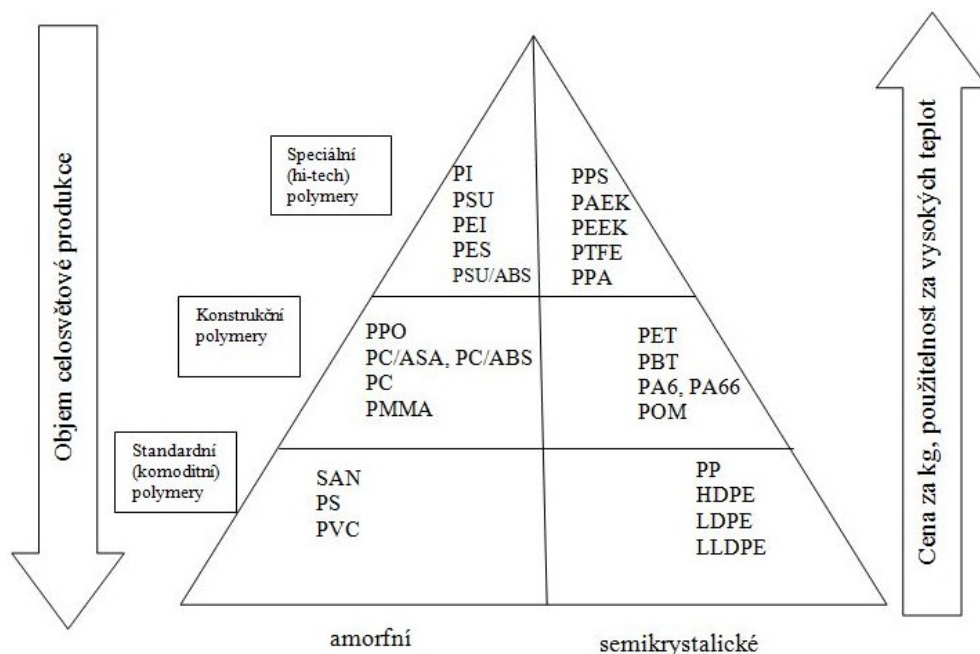 Objem celosvětové produkce
Speciální
(hi-tech)
polymery
PI
PSU
PEI
PES
PSU/ABS
PPS
PAEK
PEEK
PTFE
PPA
Konstrukční
polymery
PPO
PC/ASA, PC/ABS
PC
PMMA
PET
PBT
PA6, PA66
POM
Standardní
(komoditní)
polymery
SAN
PS
PVC
PP
HDPE
LDPE
LLDPE
amorfní
semikrystalické
Cena za kg, použitelnost za vysokých teplot